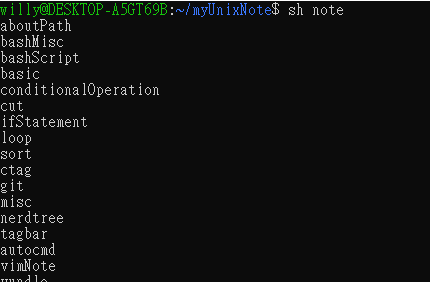 willy@DESKTOP-A5GT69B:~/myUnixNote$ sh note
aboutPath
bashMisc
bashScript
basic
conditionalOperation
cut
ifStatement
loop
sort
ctag
git
misc
nerdtree
tagbar
autocmd
vimNote